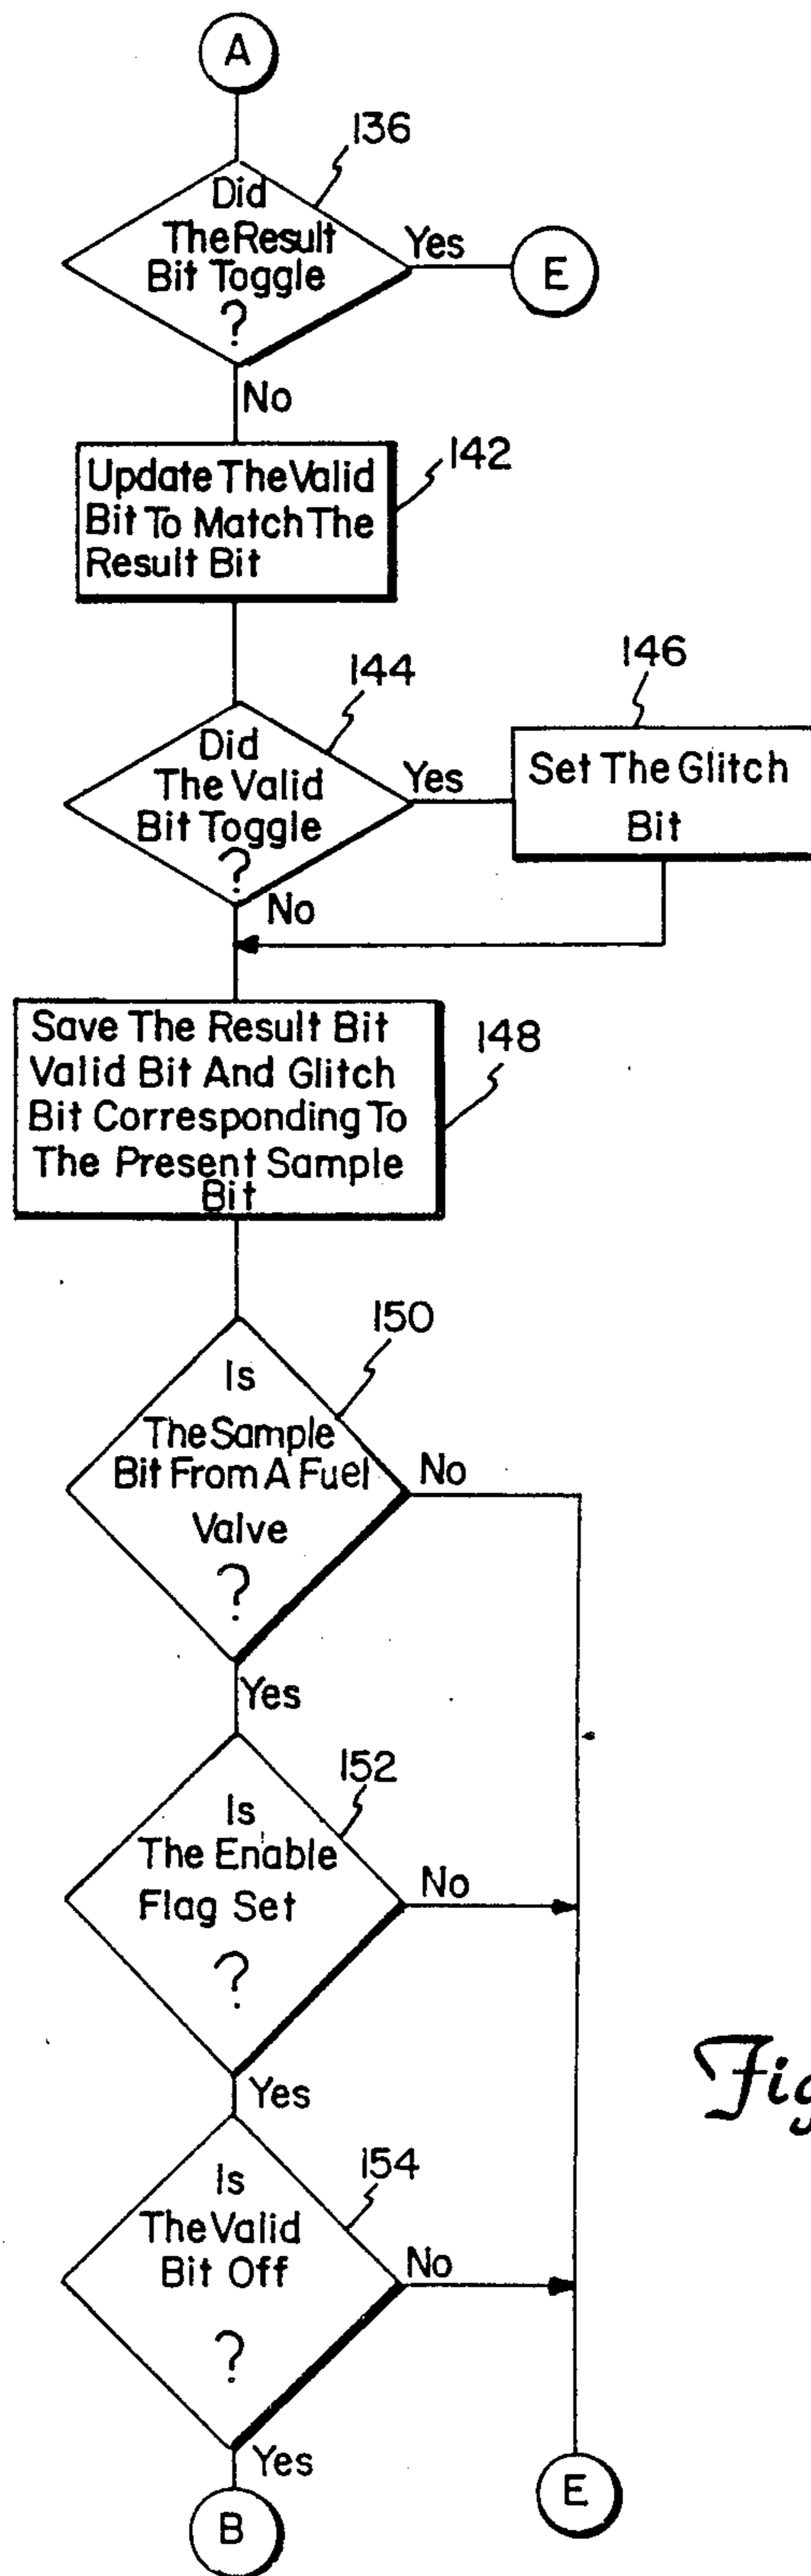 A
136
Did
The Result
Bit Toggle
?
Yes
E
No
142
Update The Valid
Bit To Match The
Result Bit
144
146
Did
The Valid
Bit Toggle
?
Yes
Set The Glitch
Bit
No
148
Save The Result Bit
Valid Bit And Glitch
Bit Corresponding To
The Present Sample
Bit
150
Is
The Sample
Bit From A Fuel
Valve
?
No
Yes
152
Is
The Enable
Flag Set
?
No
Yes
154
Is
The Valid
Bit Off
?
No
Yes
B
E